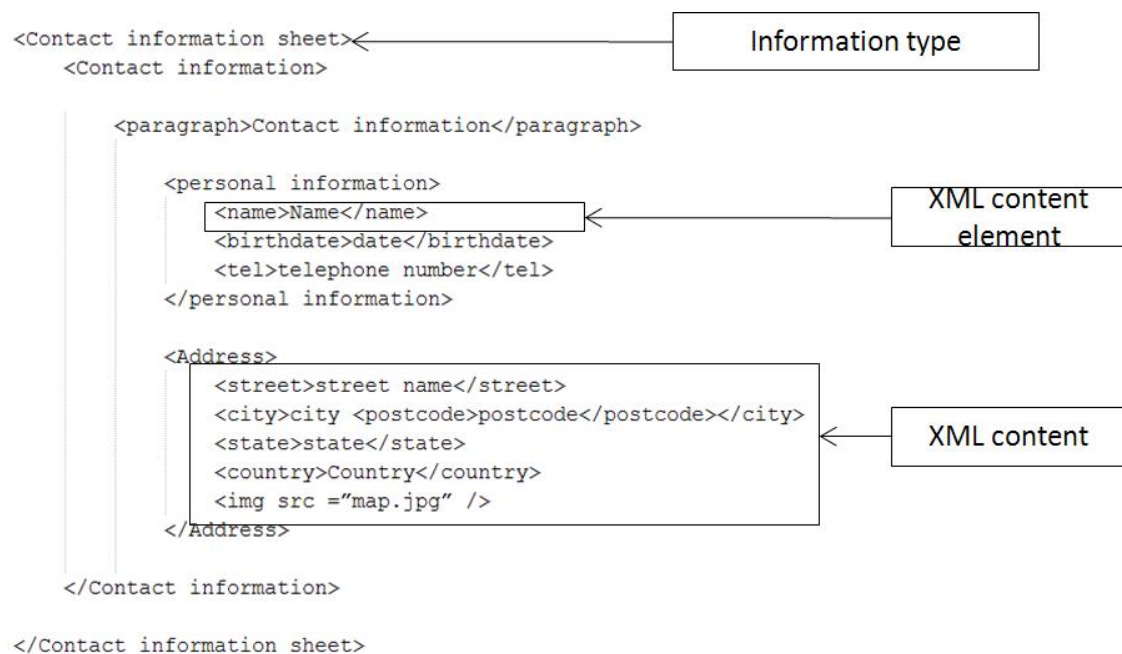 <Contact information sheet>
Information type
<Contact information>
<paragraph>Contact information</paragraph>
<personal information>
<name>Name</name>
XML content
element
<birthdate>date</birthdate>
<tel>telephone number</tel>
</personal information>
<Address>
<street>street name</street>
<city>city <postcode>postcode</postcode></city>
<state>state</state>
XML content
<country>Country</country>
<img src =”map.jpg” />
</Address>
</Contact information>
</Contact information sheet>